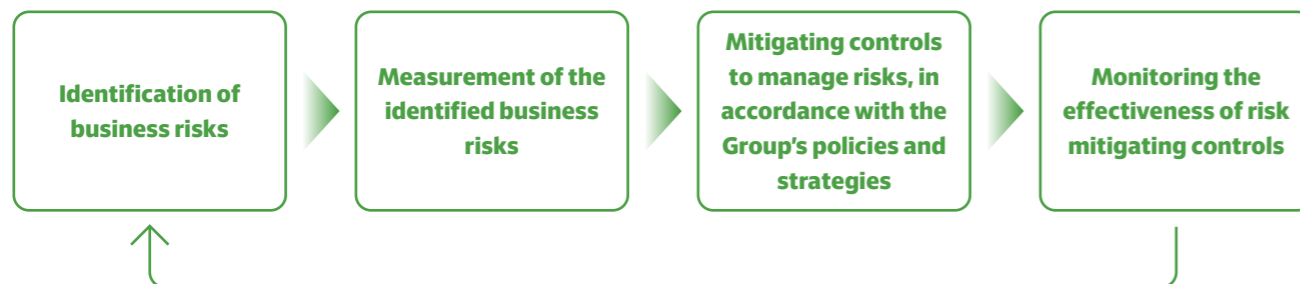 Identification of
business risks
Measurement of the
identified business
risks
Mitigating controls
to manage risks, in
accordance with the
Group's policies and
strategies
Monitoring the
effectiveness of risk
mitigating controls